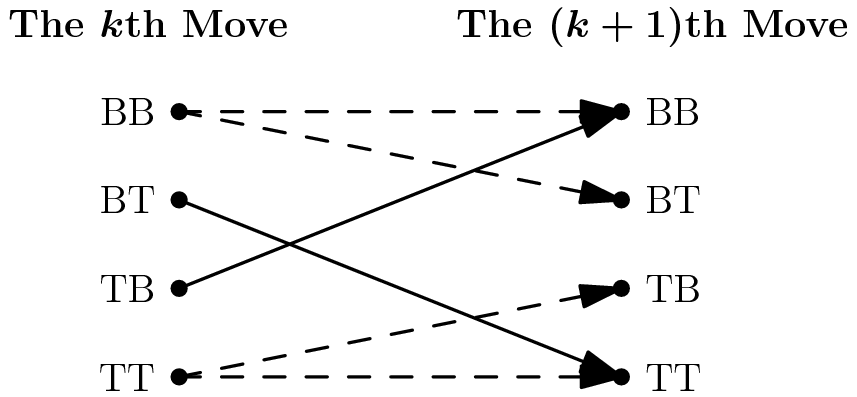 The kth Move The (k + 1)th Move
BB BB
BT BT
TB TB
TT TT